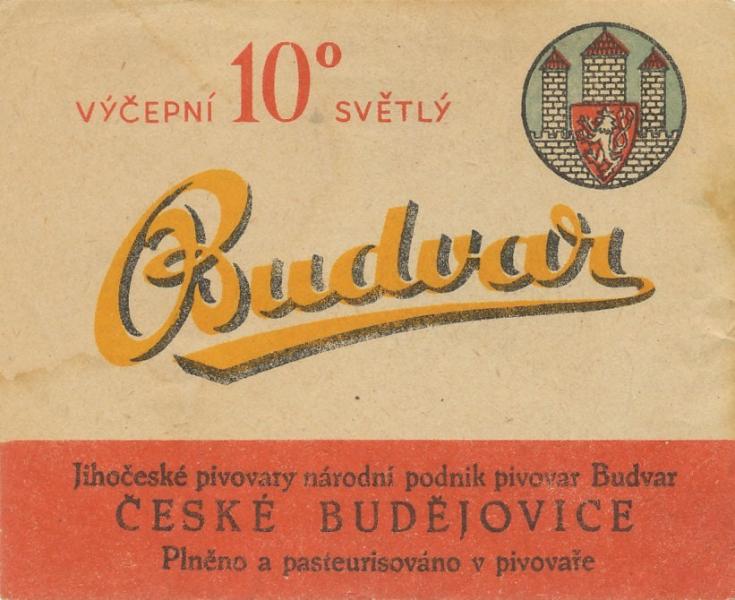 VÝČEPNÍ 10° SVĚTLÝ
Budvar
Jihočeské pivovary národní podnik pivovar Budvar
ČESKÉ BUDĚJOVICE
Plněno a pasteurisováno v pivovaře